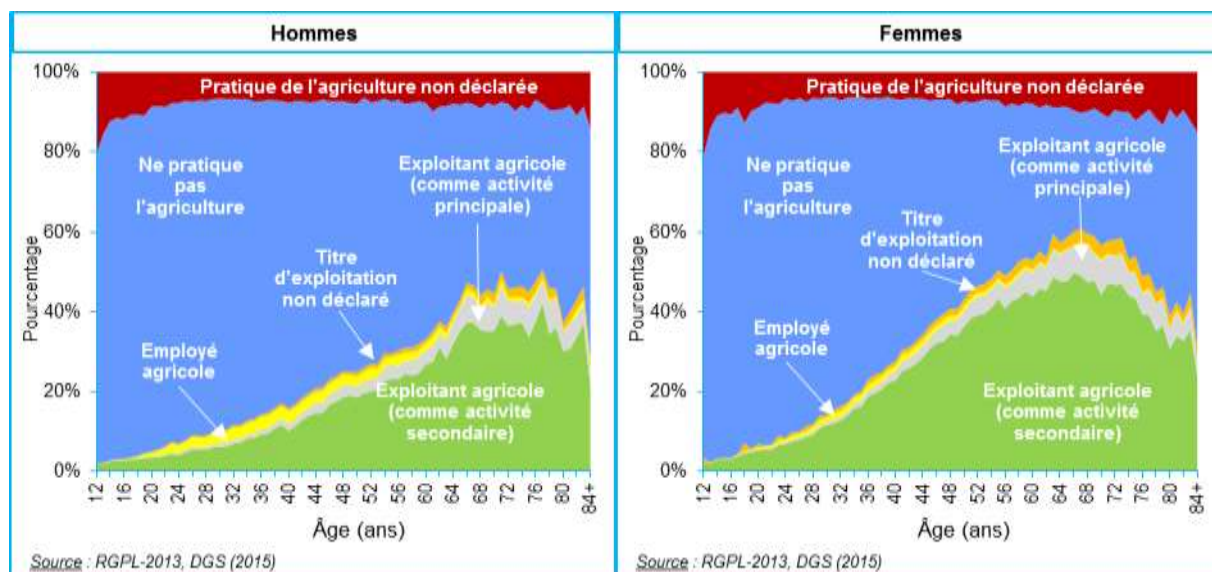 Hommes
100%
80%
60%
40%
20%
0%
Pourcentage
Pratique de l'agriculture non déclarée
Ne pratique
pas
l'agriculture
Exploitant agricole
(comme activité
principale)
Titre
d'exploitation
non déclaré
Employé
agricole
Exploitant agricole
(comme activité
secondaire)
12
16
20
24
28
32
36
40
44
48
52
56
60
64
68
72
76
80
84+
Âge (ans)
Source : RGPL-2013, DGS (2015)
Femmes
100%
80%
60%
40%
20%
0%
Pourcentage
Pratique de l'agriculture non déclarée
Ne pratique
pas
l'agriculture
Exploitant agricole
(comme activité
principale)
Titre
d'exploitation
non déclaré
Employé
agricole
Exploitant agricole
(comme activité
secondaire)
12
16
20
24
28
32
36
40
44
48
52
56
60
64
68
72
76
80
84+
Âge (ans)
Source : RGPL-2013, DGS (2015)